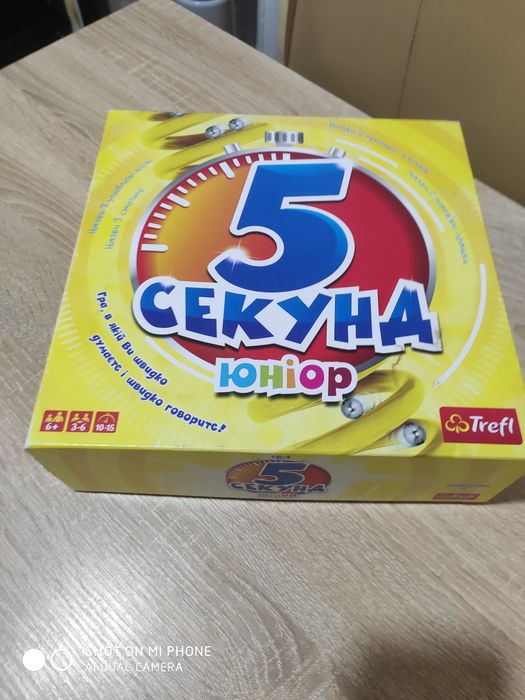 5
СЕКУНД
юніор
Гра, в якій Ви швидко
думаєте і швидко говорите!
6+
3-6
10-15
Trefl
5
СЕКУНД
юніор
Trefl
SHOT ON MI PHONE
AI DUAL CAMERA